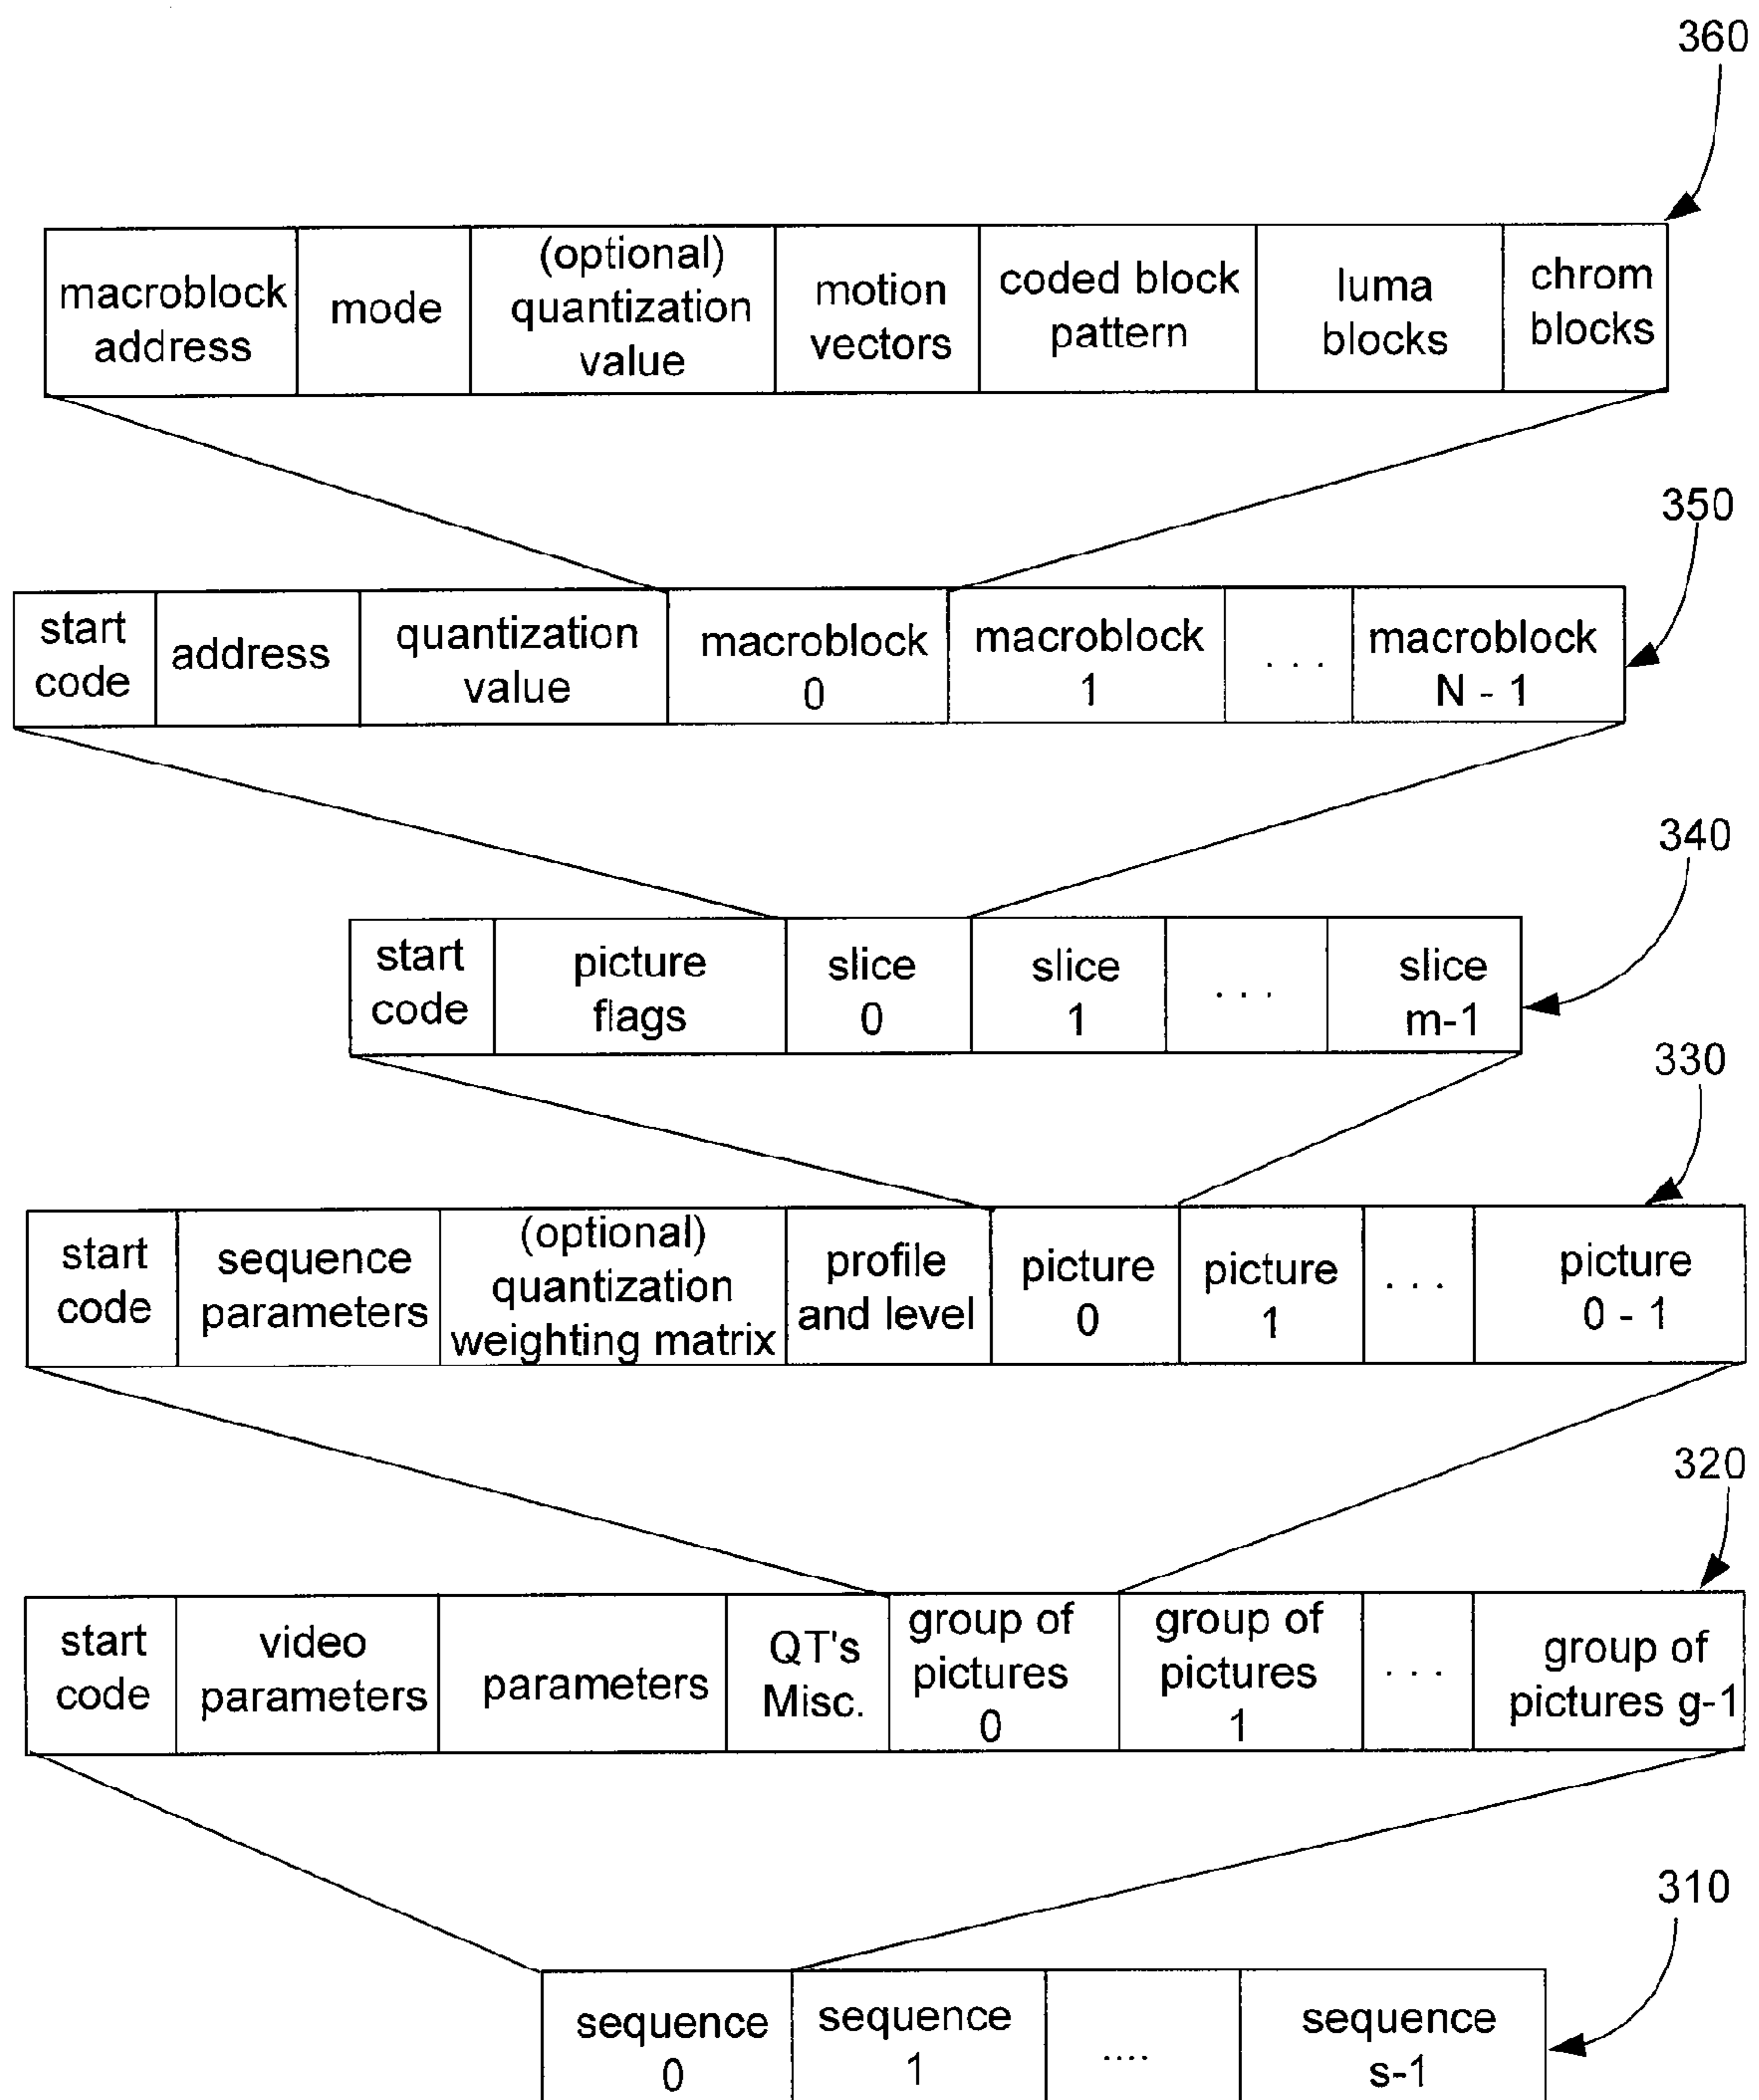 360
macroblock address
mode
(optional) quantization value
motion vectors
coded block pattern
luma blocks
chrom blocks
350
start code
address
quantization value
macroblock 0
macroblock 1
. . .
macroblock N - 1
340
start code
picture flags
slice 0
slice 1
. . .
slice m-1
330
start code
sequence parameters
(optional) quantization weighting matrix
profile and level
picture 0
picture 1
. . .
picture 0 - 1
320
start code
video parameters
parameters
QT's Misc.
group of pictures 0
group of pictures 1
. . .
group of pictures g-1
310
sequence 0
sequence 1
....
sequence s-1